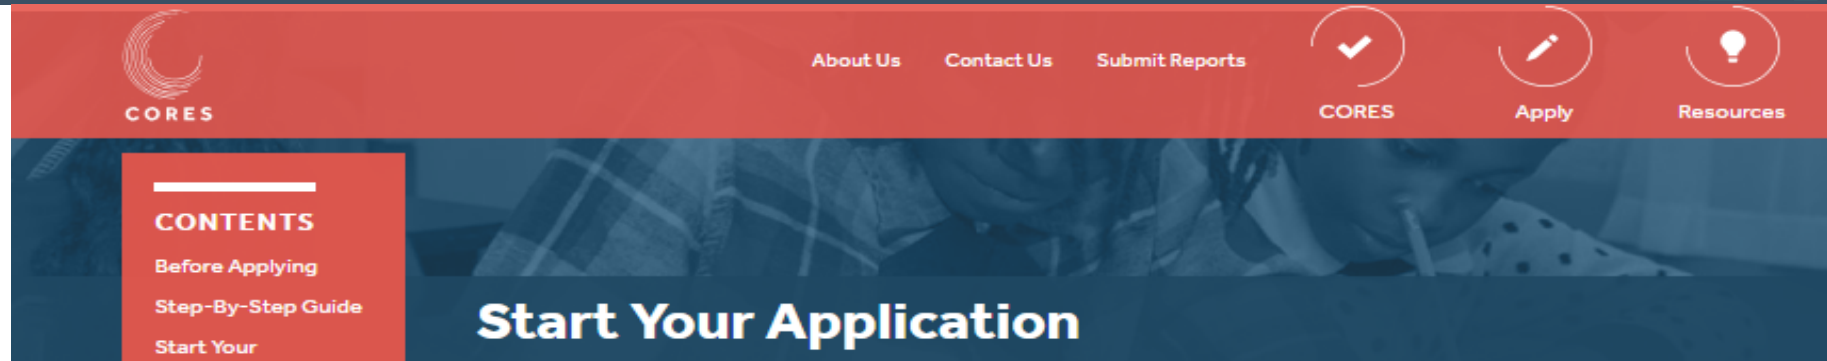 CORES
About Us Contact Us Submit Reports
CORES Apply Resources
CONTENTS
Before Applying
Step-By-Step Guide
Start Your
Start Your Application